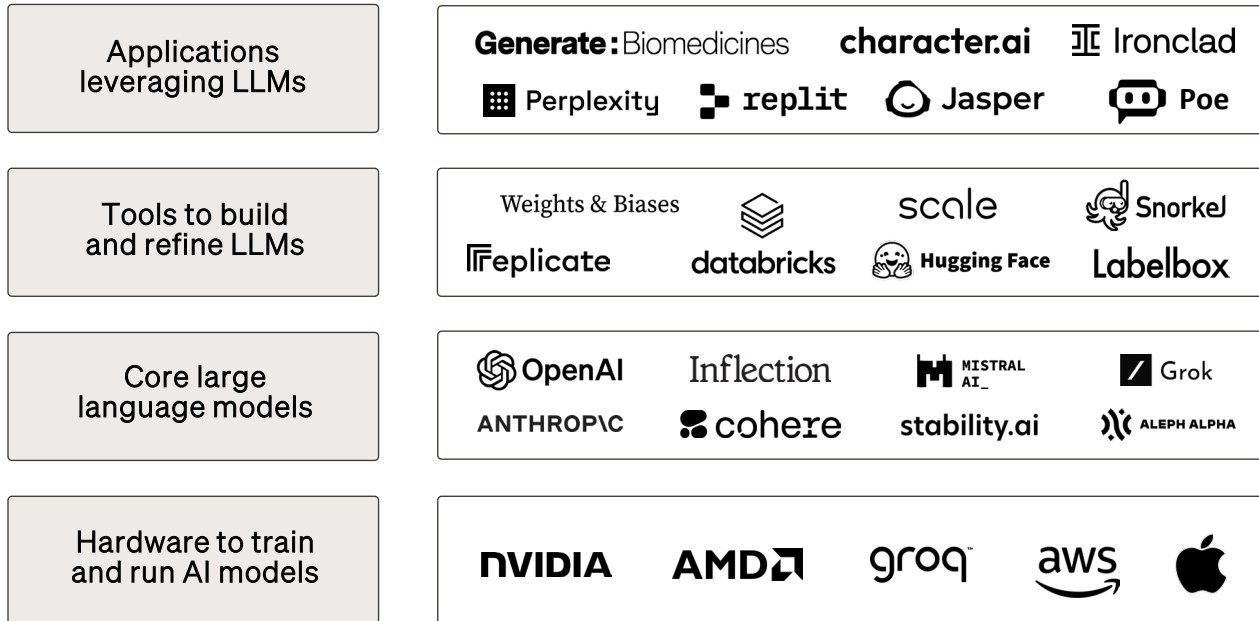 Applications
leveraging LLMs
Generate:Biomedicines character.ai Ironclad
Perplexity replit Jasper Poe
Tools to build
and refine LLMs
Weights & Biases scale Snorkel
Replicate databricks Hugging Face Labelbox
Core large
language models
OpenAI Inflection MISTRAL AI_ Grok
ANTHROP\C cohere stability.ai ALEPH ALPHA
Hardware to train
and run AI models
NVIDIA AMD groq™ aws